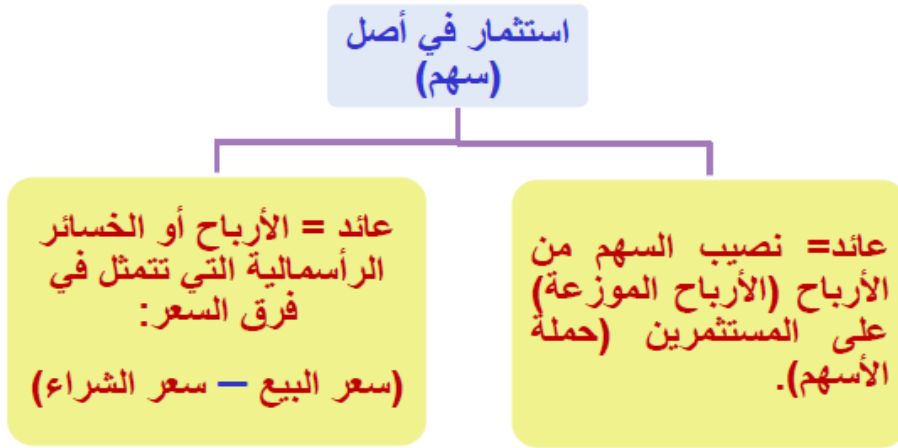 استثمار في أصل
(سهم)
عائد= نصيب السهم من
الأرباح (الأرباح الموزعة)
على المستثمرين (حملة
الأسهم).
عائد = الأرباح أو الخسائر
الرأسمالية التي تتمثل في
فرق السعر:
(سعر البيع – سعر الشراء)